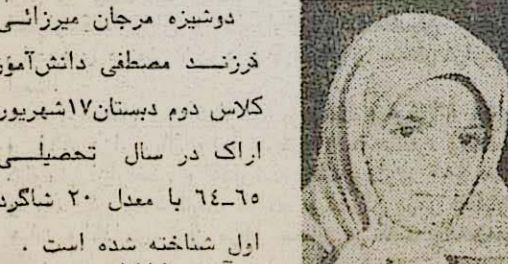 دوشیزه مرجان میرزائی
فرزند مصطفی دانش‌آموز
کلاس دوم دبستان ۱۷شهریور
اراک در سال تحصیلی
۶۵ـ۶۴ با معدل ۲۰ شاگرد
اول شناخته شده است .